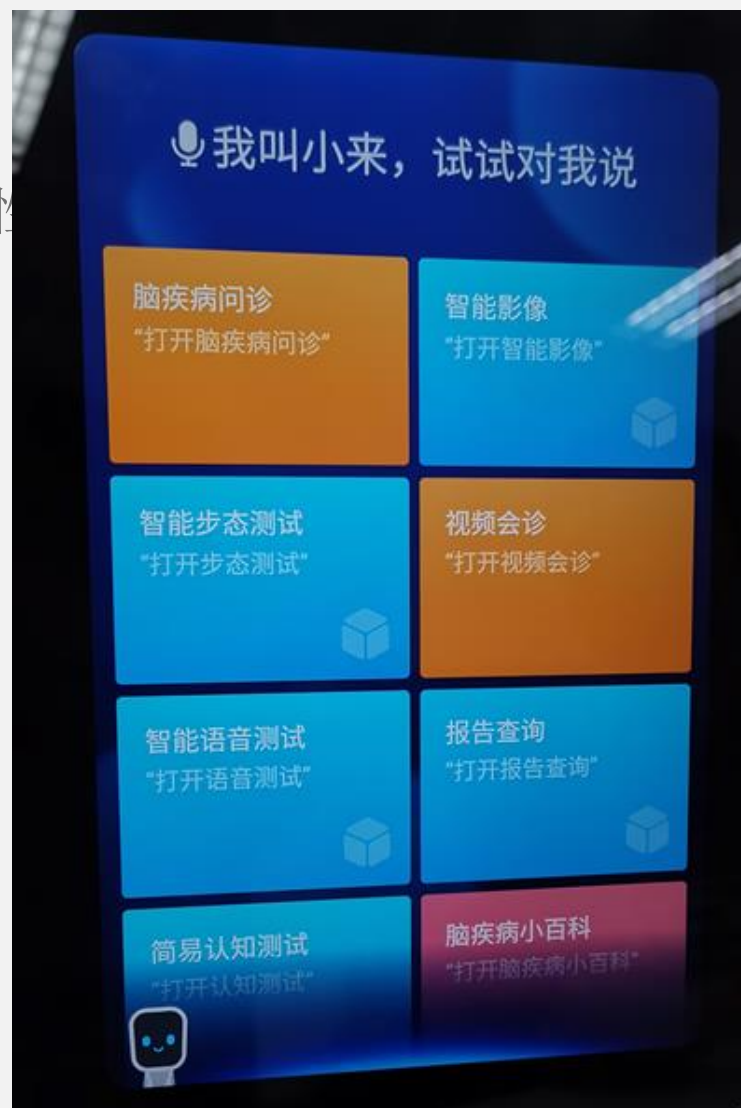 我叫小来，试试对我说
脑疾病问诊
“打开脑疾病问诊”
智能影像
“打开智能影像”
智能步态测试
“打开步态测试”
视频会诊
“打开视频会诊”
智能语音测试
“打开语音测试”
报告查询
“打开报告查询”
简易认知测试
“打开认知测试”
脑疾病小百科
“打开脑疾病小百科”